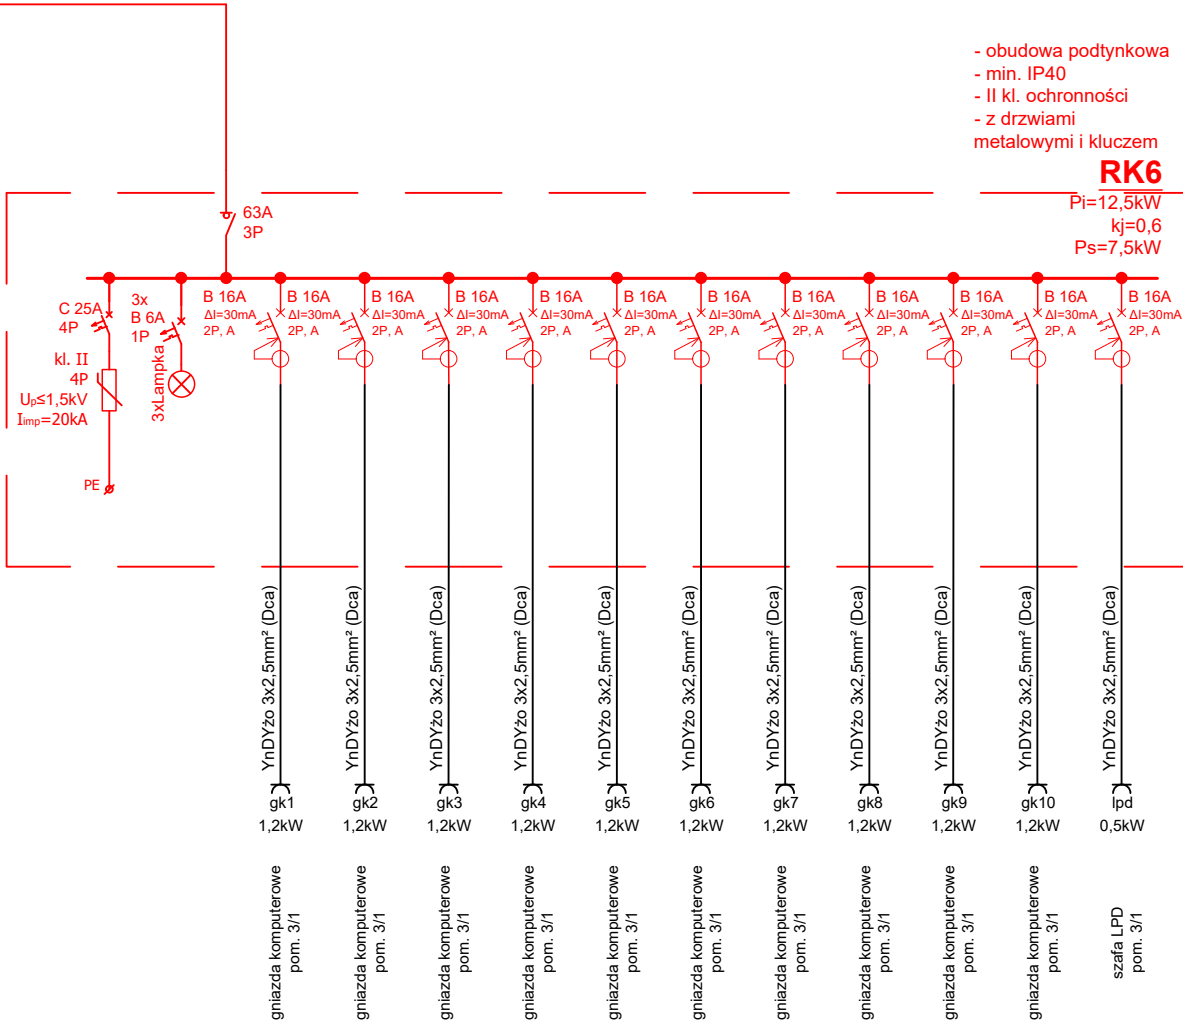 - obudowa podtynkowa
- min. IP40
- II kl. ochronności
- z drzwiami
metalowymi i kluczem
RK6
Pi=12,5kW
kj=0,6
Ps=7,5kW
63A
3P
C 25A
4P
kl. II
4P
Up≤1,5kV
Iimp=20kA
PE
3x
B 6A
1P
3xLampka
B 16A
ΔI=30mA
2P, A
B 16A
ΔI=30mA
2P, A
B 16A
ΔI=30mA
2P, A
B 16A
ΔI=30mA
2P, A
B 16A
ΔI=30mA
2P, A
B 16A
ΔI=30mA
2P, A
B 16A
ΔI=30mA
2P, A
B 16A
ΔI=30mA
2P, A
B 16A
ΔI=30mA
2P, A
B 16A
ΔI=30mA
2P, A
B 16A
ΔI=30mA
2P, A
YnDYżo 3x2,5mm² (Dca)
YnDYżo 3x2,5mm² (Dca)
YnDYżo 3x2,5mm² (Dca)
YnDYżo 3x2,5mm² (Dca)
YnDYżo 3x2,5mm² (Dca)
YnDYżo 3x2,5mm² (Dca)
YnDYżo 3x2,5mm² (Dca)
YnDYżo 3x2,5mm² (Dca)
YnDYżo 3x2,5mm² (Dca)
YnDYżo 3x2,5mm² (Dca)
YnDYżo 3x2,5mm² (Dca)
gk1
1,2kW
gk2
1,2kW
gk3
1,2kW
gk4
1,2kW
gk5
1,2kW
gk6
1,2kW
gk7
1,2kW
gk8
1,2kW
gk9
1,2kW
gk10
1,2kW
lpd
0,5kW
gniazda komputerowe
pom. 3/1
gniazda komputerowe
pom. 3/1
gniazda komputerowe
pom. 3/1
gniazda komputerowe
pom. 3/1
gniazda komputerowe
pom. 3/1
gniazda komputerowe
pom. 3/1
gniazda komputerowe
pom. 3/1
gniazda komputerowe
pom. 3/1
gniazda komputerowe
pom. 3/1
gniazda komputerowe
pom. 3/1
szafa LPD
pom. 3/1